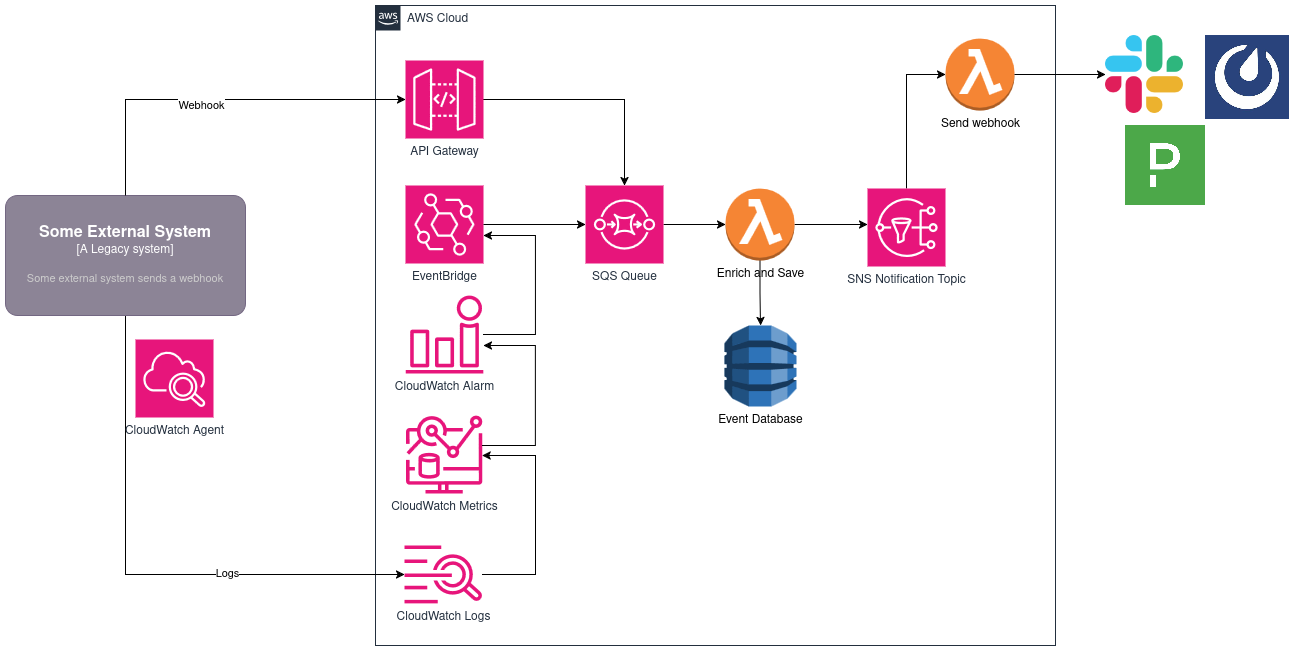 aws
AWS Cloud
Send webhook
Webhook
API Gateway
Some External System
[A Legacy system]
Some external system sends a webhook
EventBridge
SQS Queue
Enrich and Save
SNS Notification Topic
CloudWatch Alarm
Event Database
CloudWatch Agent
CloudWatch Metrics
Logs
CloudWatch Logs